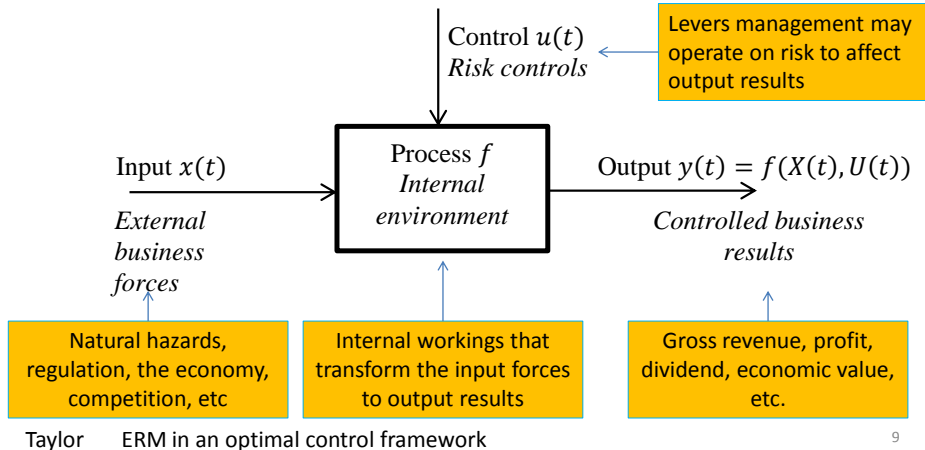 Control u(t)
Risk controls
Levers management may
operate on risk to affect
output results
Input x(t)
External
business
forces
Process f
Internal
environment
Output y(t) = f(X(t), U(t))
Controlled business
results
Natural hazards,
regulation, the economy,
competition, etc
Internal workings that
transform the input forces
to output results
Gross revenue, profit,
dividend, economic value,
etc.
Taylor ERM in an optimal control framework
9